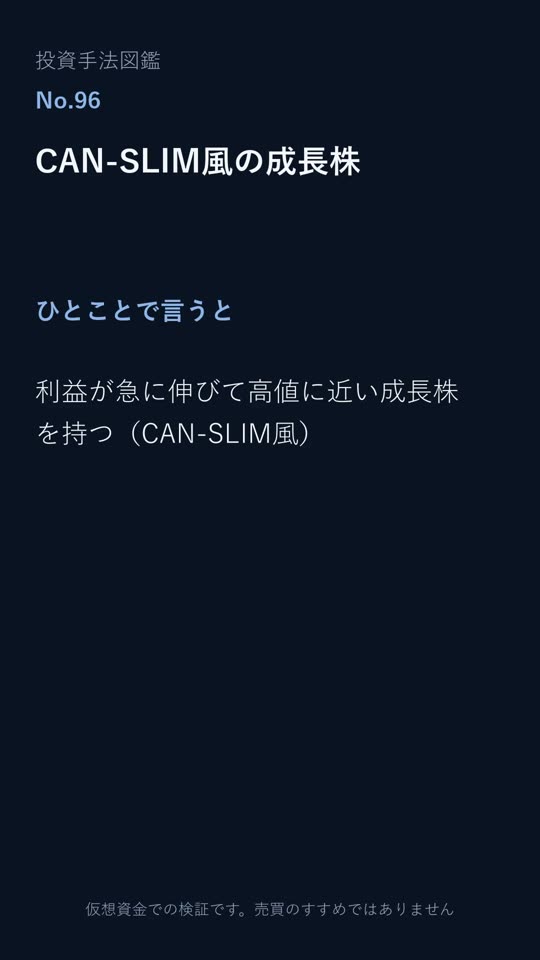 投資手法図鑑
No.96
CAN-SLIM風の成長株
ひとことで言うと
利益が急に伸びて高値に近い成長株
を持つ（CAN-SLIM風）
仮想資金での検証です。売買のすすめではありません